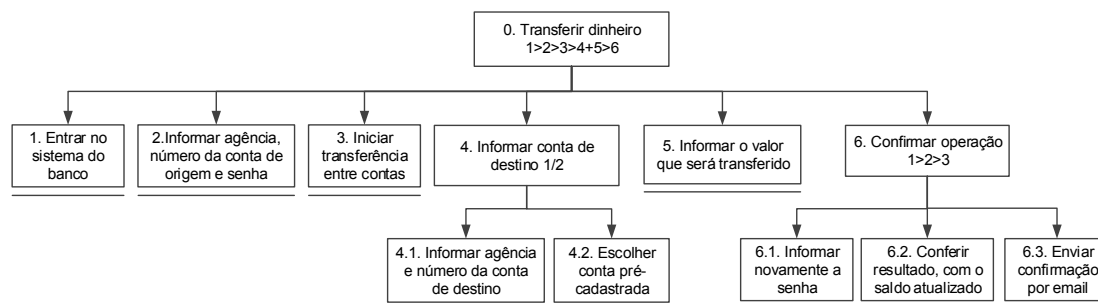 0. Transferir dinheiro
1>2>3>4+5>6
1. Entrar no
sistema do
banco
2.Informar agência,
número da conta de
origem e senha
3. Iniciar
transferência
entre contas
4. Informar conta de
destino 1/2
5. Informar o valor
que será transferido
6. Confirmar operação
1>2>3
4.1. Informar agência
e número da conta
de destino
4.2. Escolher
conta pré-
cadastrada
6.1. Informar
novamente a
senha
6.2. Conferir
resultado, com o
saldo atualizado
6.3. Enviar
confirmação
por email